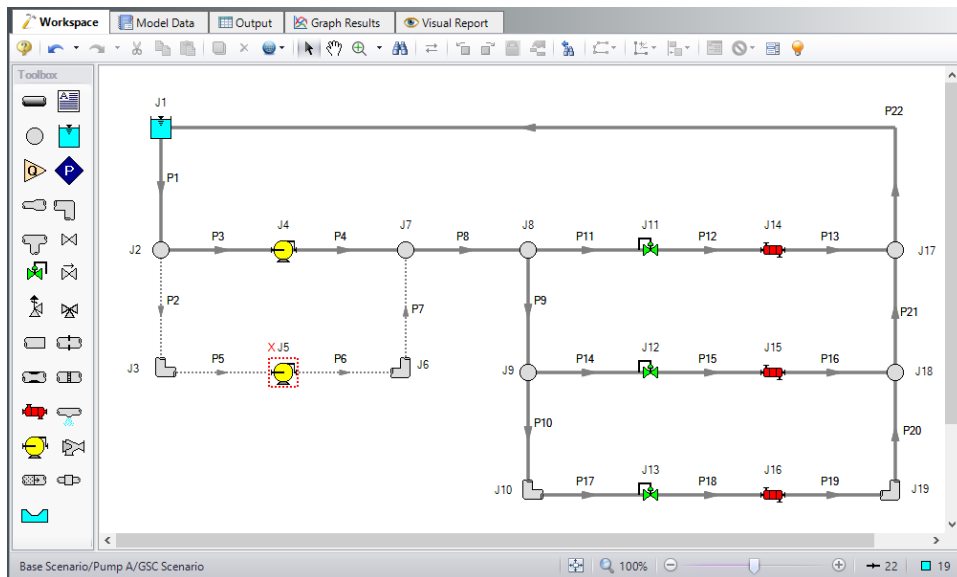 Workspace Model Data Output Graph Results Visual Report
Toolbox
J1
P22
P1
J2 P3 J4 P4 J7 P8 J8 P11 J11 P12 J14 P13 J17
P2 P7 P9 P21
J3 P5 X J5 P6 J6 J9 P14 J12 P15 J15 P16 J18
P10 P20
J10 P17 J13 P18 J16 P19 J19
Base Scenario/Pump A/GSC Scenario 100% 22 19